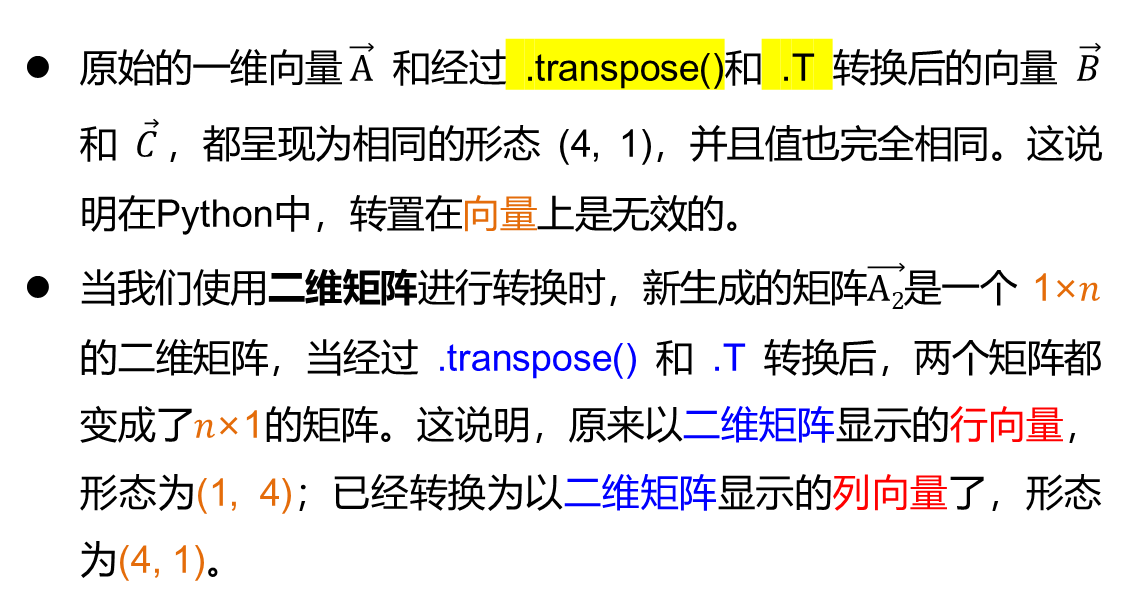 ● 原始的一维向量 A⃗ 和经过 .transpose()和 .T 转换后的向量 B⃗
和 C⃗，都呈现为相同的形态 (4, 1)，并且值也完全相同。这说
明在Python中，转置在向量上是无效的。
● 当我们使用二维矩阵进行转换时，新生成的矩阵A₂⃗是一个 1×n
的二维矩阵，当经过 .transpose() 和 .T 转换后，两个矩阵都
变成了n×1的矩阵。这说明，原来以二维矩阵显示的行向量，
形态为(1, 4)；已经转换为以二维矩阵显示的列向量了，形态
为(4, 1)。